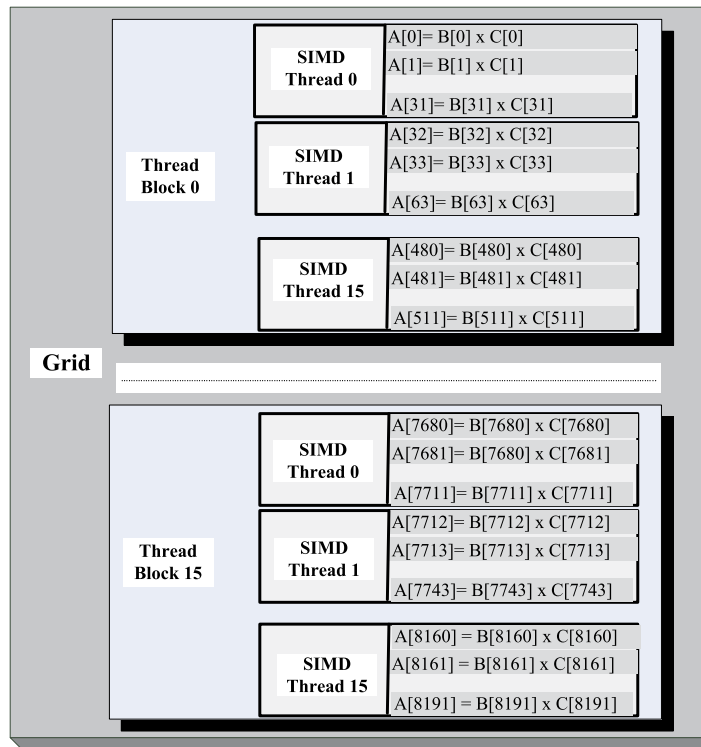 Grid
Thread
Block 0
SIMD
Thread 0
A[0]= B[0] x C[0]
A[1]= B[1] x C[1]
A[31]= B[31] x C[31]
SIMD
Thread 1
A[32]= B[32] x C[32]
A[33]= B[33] x C[33]
A[63]= B[63] x C[63]
SIMD
Thread 15
A[480]= B[480] x C[480]
A[481]= B[481] x C[481]
A[511]= B[511] x C[511]
Thread
Block 15
SIMD
Thread 0
A[7680]= B[7680] x C[7680]
A[7681]= B[7680] x C[7681]
A[7711]= B[7711] x C[7711]
SIMD
Thread 1
A[7712]= B[7712] x C[7712]
A[7713]= B[7713] x C[7713]
A[7743]= B[7743] x C[7743]
SIMD
Thread 15
A[8160] = B[8160] x C[8160]
A[8161] = B[8161] x C[8161]
A[8191] = B[8191] x C[8191]